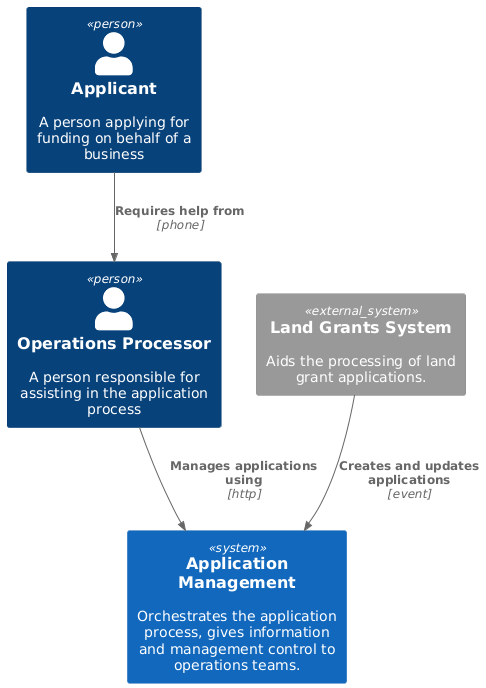 «person»
Applicant
A person applying for
funding on behalf of a
business
Requires help from
[phone]
«person»
Operations Processor
A person responsible for
assisting in the application
process
«external_system»
Land Grants System
Aids the processing of land
grant applications.
Manages applications
using
[http]
Creates and updates
applications
[event]
«system»
Application
Management
Orchestrates the application
process, gives information
and management control to
operations teams.